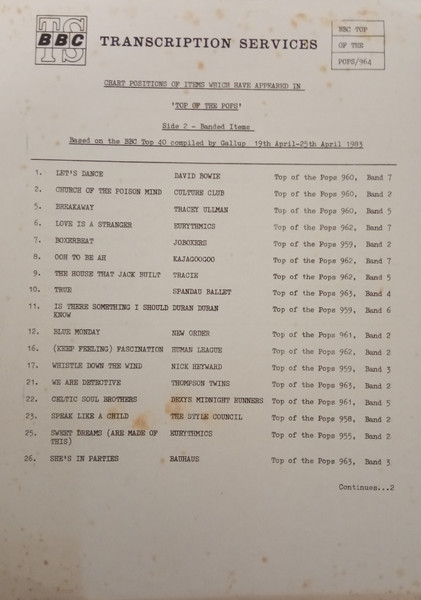 TS
BBC
TRANSCRIPTION SERVICES
BBC TOP
OF THE
POPS/964
CHART POSITIONS OF ITEMS WHICH HAVE APPEARED IN
'TOP OF THE POPS'
Side 2 - Banded Items
Based on the BBC Top 40 compiled by Gallup 19th April-25th April 1983
1. LET'S DANCE DAVID BOWIE Top of the Pops 960, Band 7
2. CHURCH OF THE POISON MIND CULTURE CLUB Top of the Pops 960, Band 2
5. BREAKAWAY TRACEY ULLMAN Top of the Pops 960, Band 5
6. LOVE IS A STRANGER EURYTHMICS Top of the Pops 962, Band 7
7. BOXERBEAT JOBOXERS Top of the Pops 959, Band 2
8. OOH TO BE AH KAJAGOOGOO Top of the Pops 962, Band 7
9. THE HOUSE THAT JACK BUILT TRACIE Top of the Pops 962, Band 5
10. TRUE SPANDAU BALLET Top of the Pops 963, Band 4
11. IS THERE SOMETHING I SHOULD DURAN DURAN Top of the Pops 959, Band 6
KNOW
12. BLUE MONDAY NEW ORDER Top of the Pops 961, Band 2
16. (KEEP FEELING) FASCINATION HUMAN LEAGUE Top of the Pops 962, Band 2
17. WHISTLE DOWN THE WIND NICK HEYWARD Top of the Pops 959, Band 3
21. WE ARE DETECTIVE THOMPSON TWINS Top of the Pops 963, Band 2
22. CELTIC SOUL BROTHERS DEXYS MIDNIGHT RUNNERS Top of the Pops 961, Band 5
23. SPEAK LIKE A CHILD THE STYLE COUNCIL Top of the Pops 958, Band 2
25. SWEET DREAMS (ARE MADE OF EURYTHMICS Top of the Pops 955, Band 2
THIS)
26. SHE'S IN PARTIES BAUHAUS Top of the Pops 963, Band 3
Continues...2